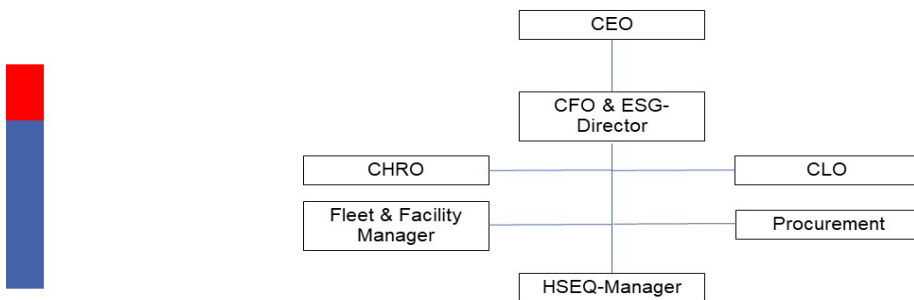 CEO
CFO & ESG-
Director
CHRO
CLO
Fleet & Facility
Manager
Procurement
HSEQ-Manager